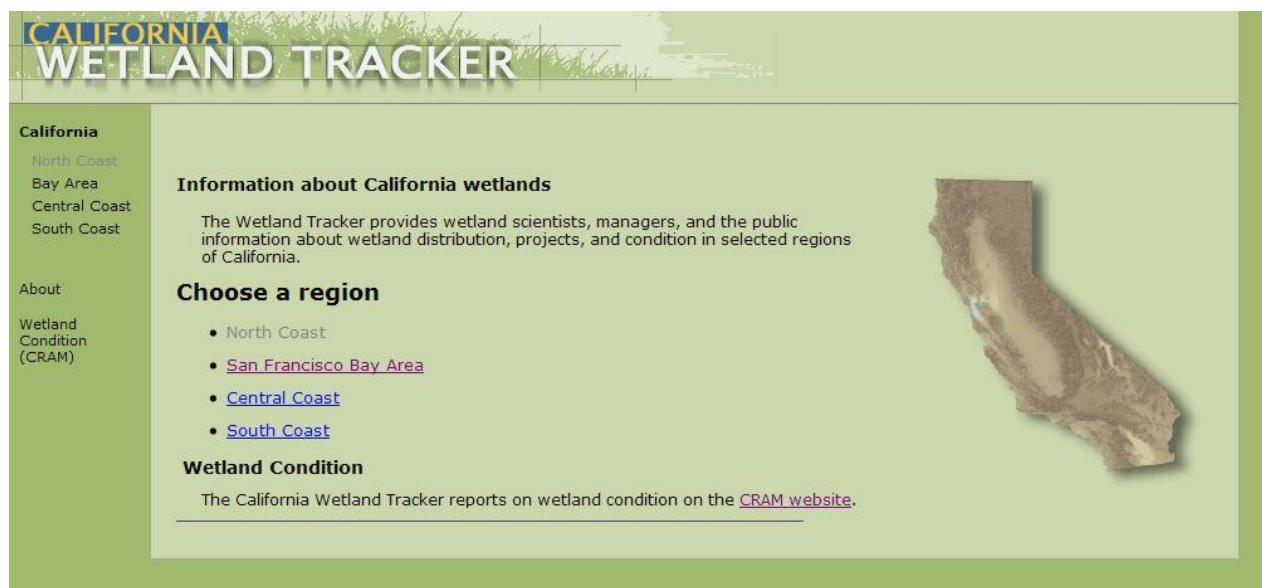 CALIFORNIA
WETLAND TRACKER
California
North Coast
Bay Area
Central Coast
South Coast
About
Wetland
Condition
(CRAM)
Information about California wetlands
The Wetland Tracker provides wetland scientists, managers, and the public
information about wetland distribution, projects, and condition in selected regions
of California.
Choose a region
• North Coast
• San Francisco Bay Area
• Central Coast
• South Coast
Wetland Condition
The California Wetland Tracker reports on wetland condition on the CRAM website.